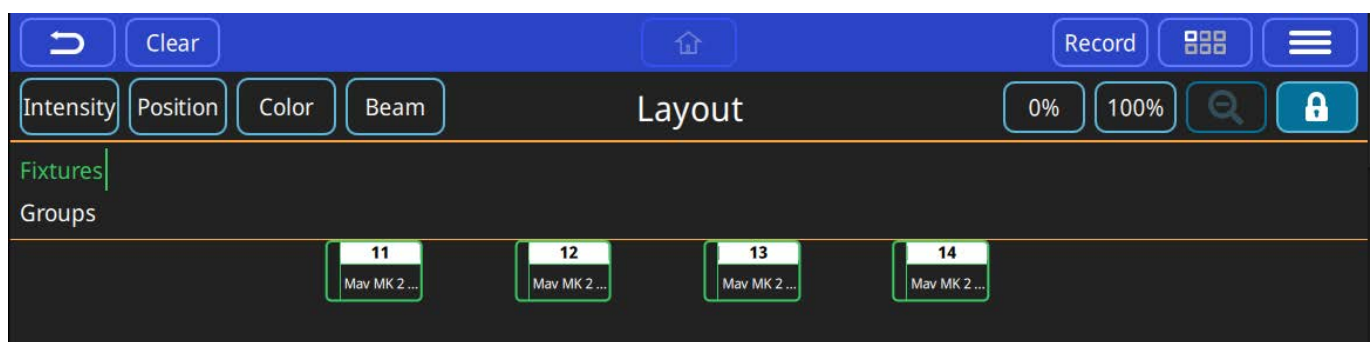 Clear Record
Intensity Position Color Beam Layout 0% 100%
Fixtures
Groups
11 12 13 14
Mav MK 2 ... Mav MK 2 ... Mav MK 2 ... Mav MK 2 ...